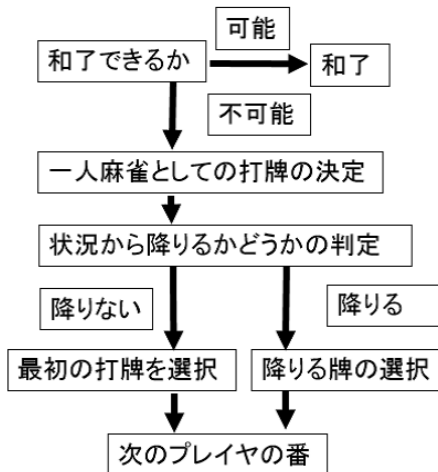 可能
和了できるか
和了
不可能
一人麻雀としての打牌の決定
状況から降りるかどうかの判定
降りない
降りる
最初の打牌を選択
降りる牌の選択
次のプレイヤの番